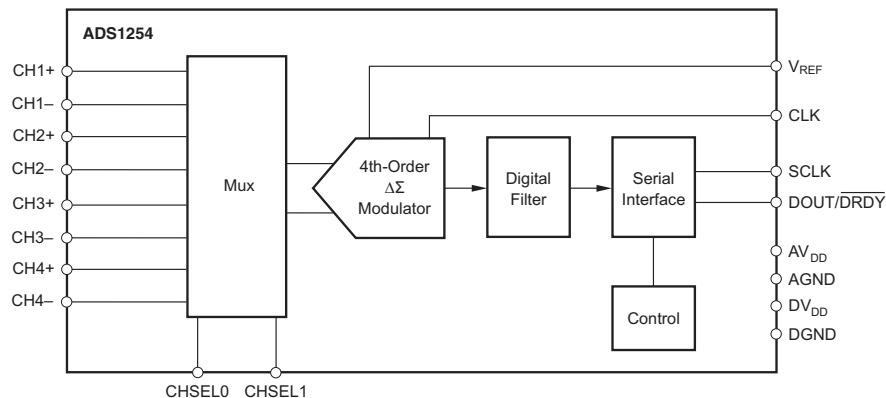 ADS1254
CH1+
CH1–
CH2+
CH2–
CH3+
CH3–
CH4+
CH4–
Mux
CHSEL0
CHSEL1
4th-Order
ΔΣ
Modulator
Digital
Filter
Serial
Interface
Control
VREF
CLK
SCLK
DOUT/DRDY
AVDD
AGND
DVDD
DGND